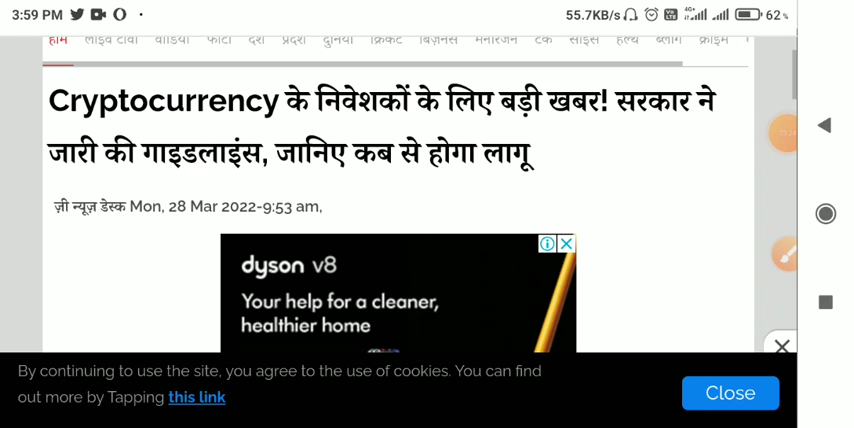 3:59 PM
55.7KB/s 4G+ 62%
होम लाइव टीवी वीडियो फोटो देश प्रदेश दुनिया क्रिकेट बिज़नेस मनोरंजन टेक साइंस हेल्थ ब्लॉग क्राइम
Cryptocurrency के निवेशकों के लिए बड़ी खबर! सरकार ने
जारी की गाइडलाइंस, जानिए कब से होगा लागू
ज़ी न्यूज़ डेस्क Mon, 28 Mar 2022-9:53 am,
dyson v8
Your help for a cleaner,
healthier home
By continuing to use the site, you agree to the use of cookies. You can find
out more by Tapping this link
Close